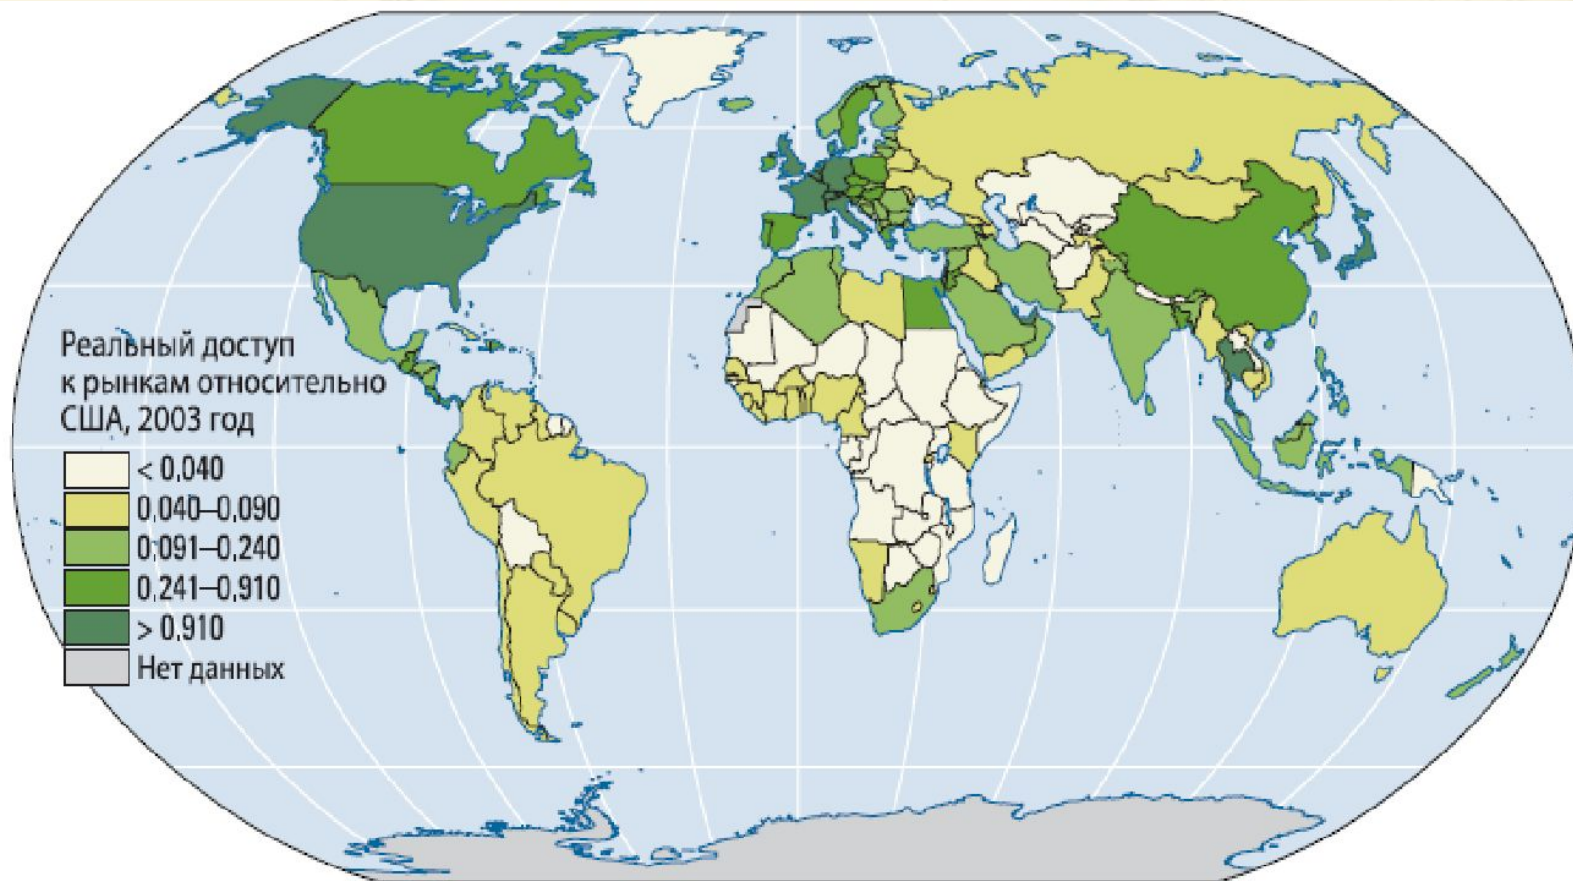 Реальный доступ
к рынкам относительно
США, 2003 год
< 0,040
0,040–0,090
0,091–0,240
0,241–0,910
> 0,910
Нет данных